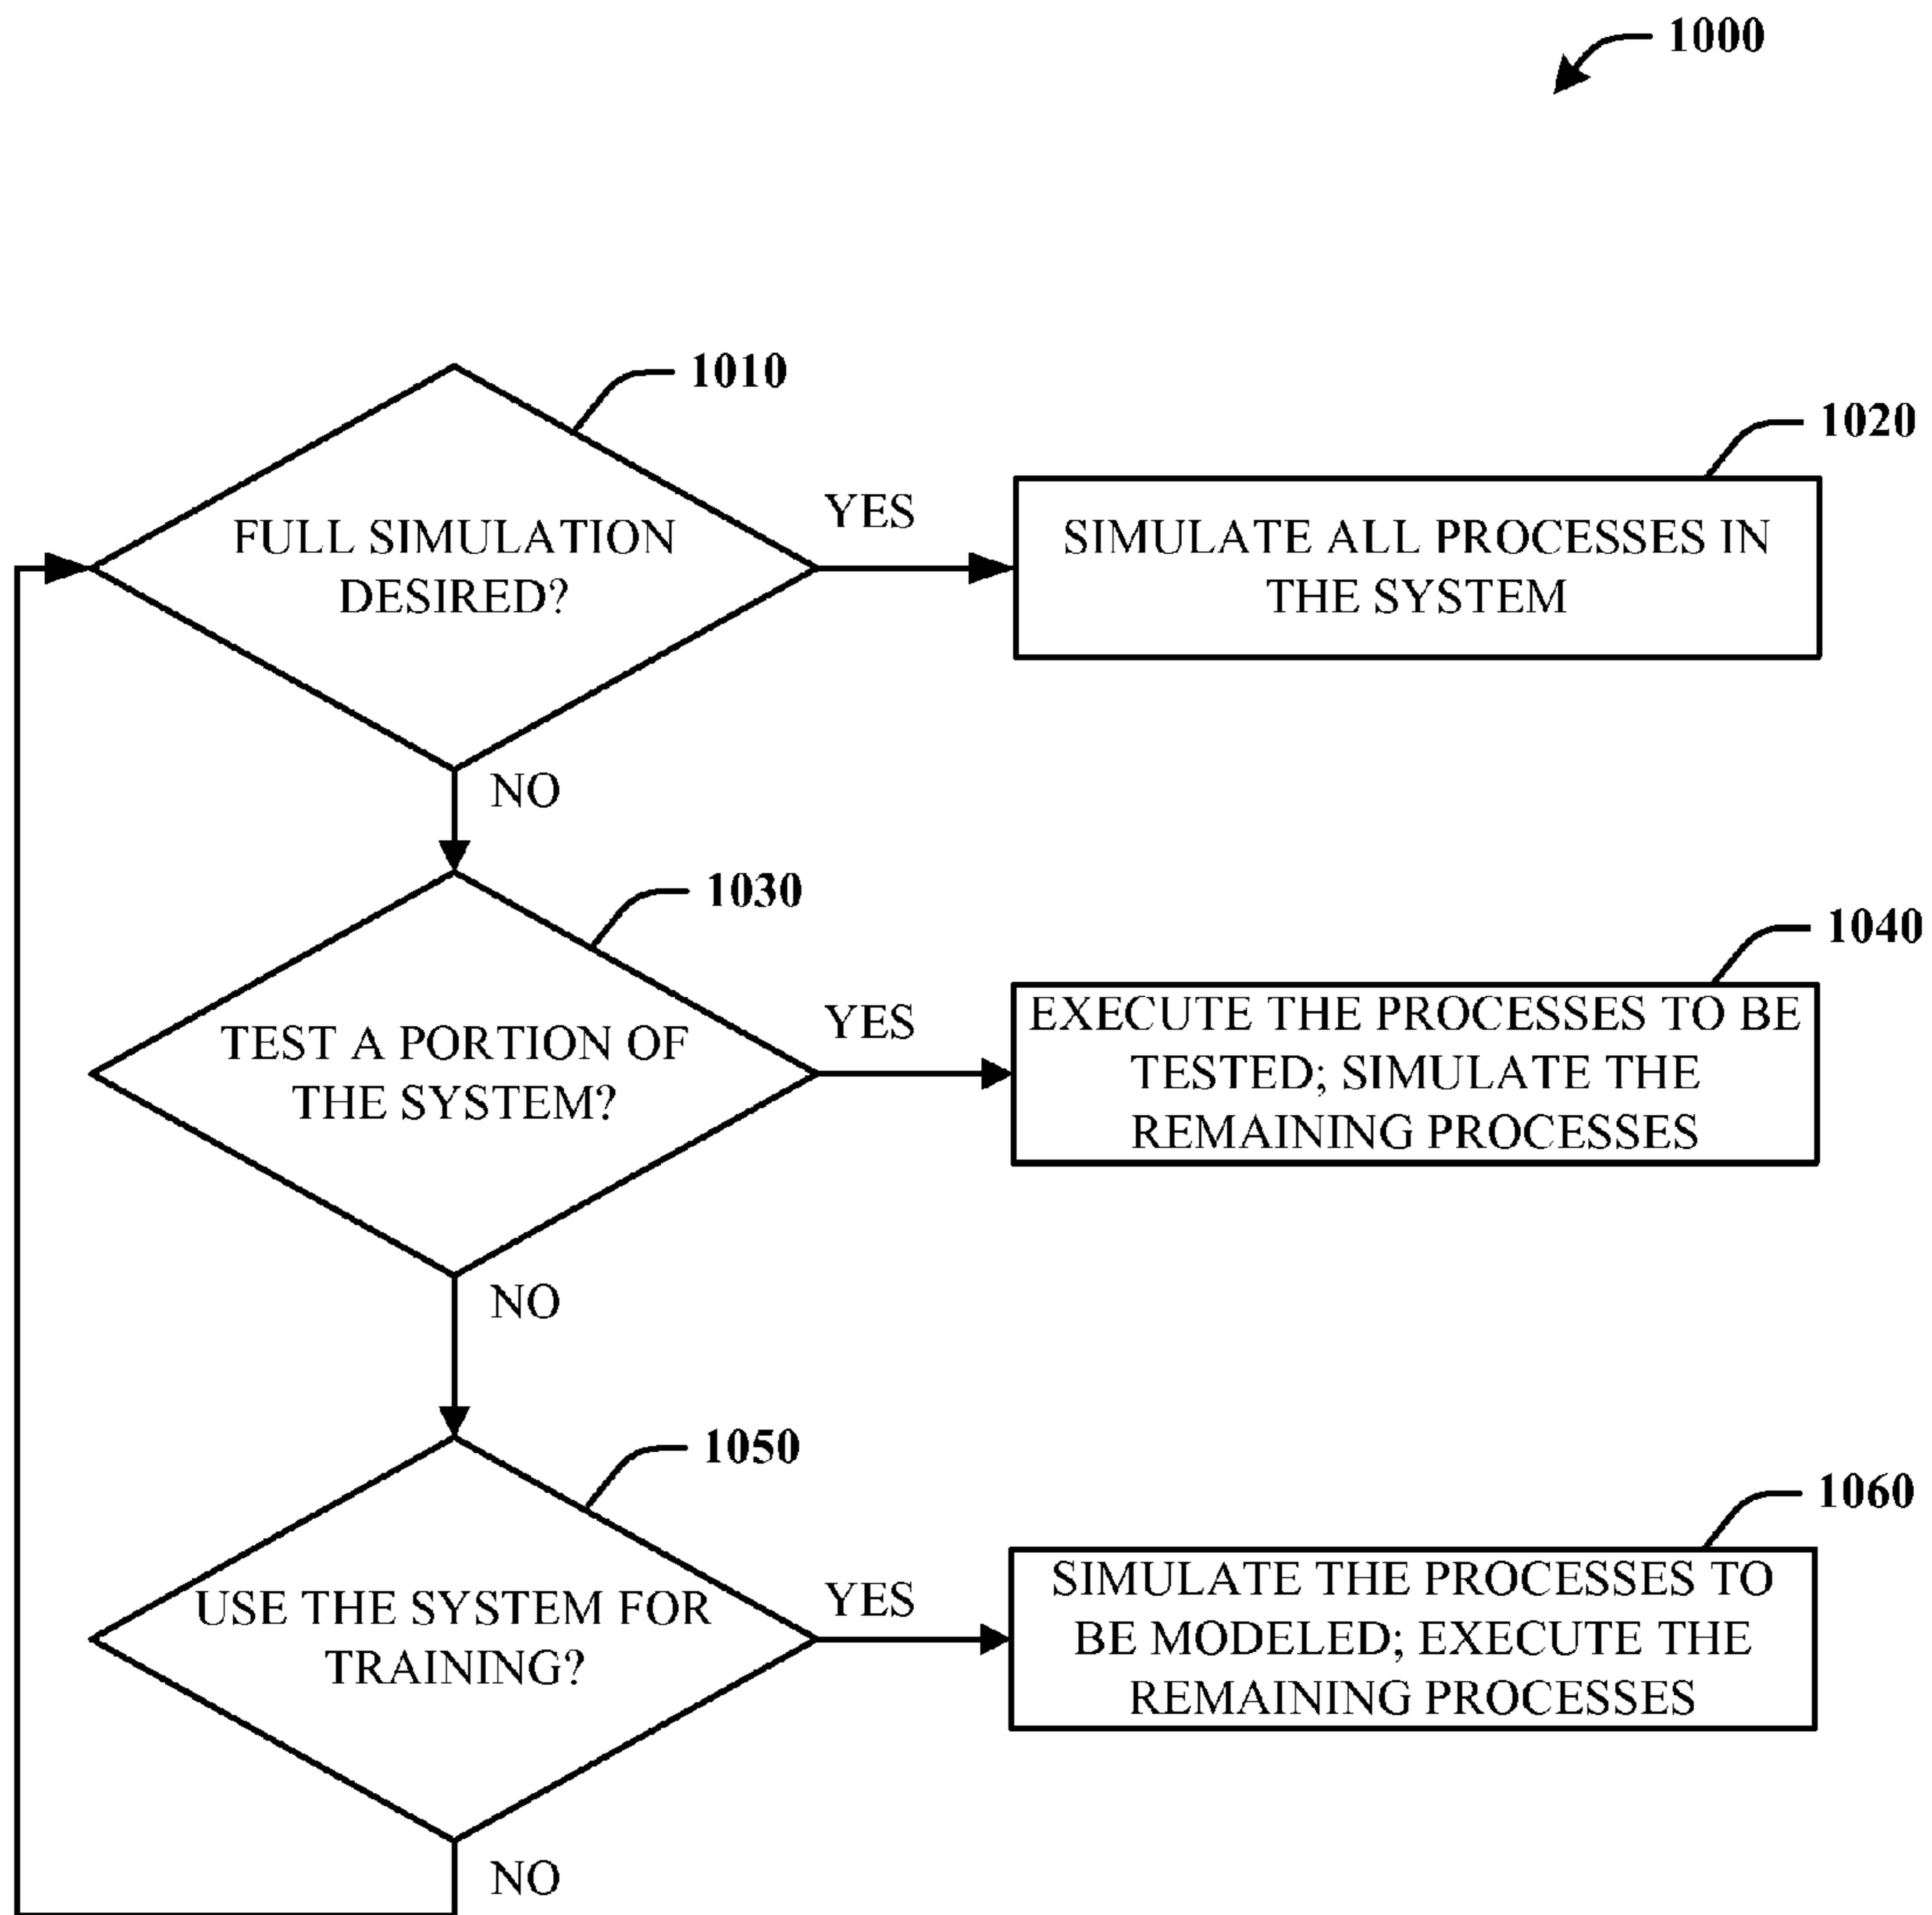 1000
1010
FULL SIMULATION
DESIRED?
YES
1020
SIMULATE ALL PROCESSES IN
THE SYSTEM
NO
1030
TEST A PORTION OF
THE SYSTEM?
YES
1040
EXECUTE THE PROCESSES TO BE
TESTED; SIMULATE THE
REMAINING PROCESSES
NO
1050
USE THE SYSTEM FOR
TRAINING?
YES
1060
SIMULATE THE PROCESSES TO
BE MODELED; EXECUTE THE
REMAINING PROCESSES
NO